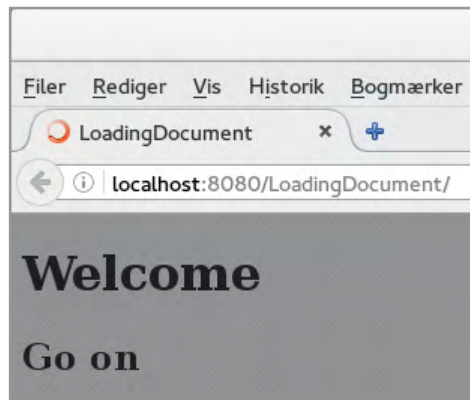 Filer Rediger Vis Historik Bogmærker
LoadingDocument
localhost:8080/LoadingDocument/
Welcome
Go on